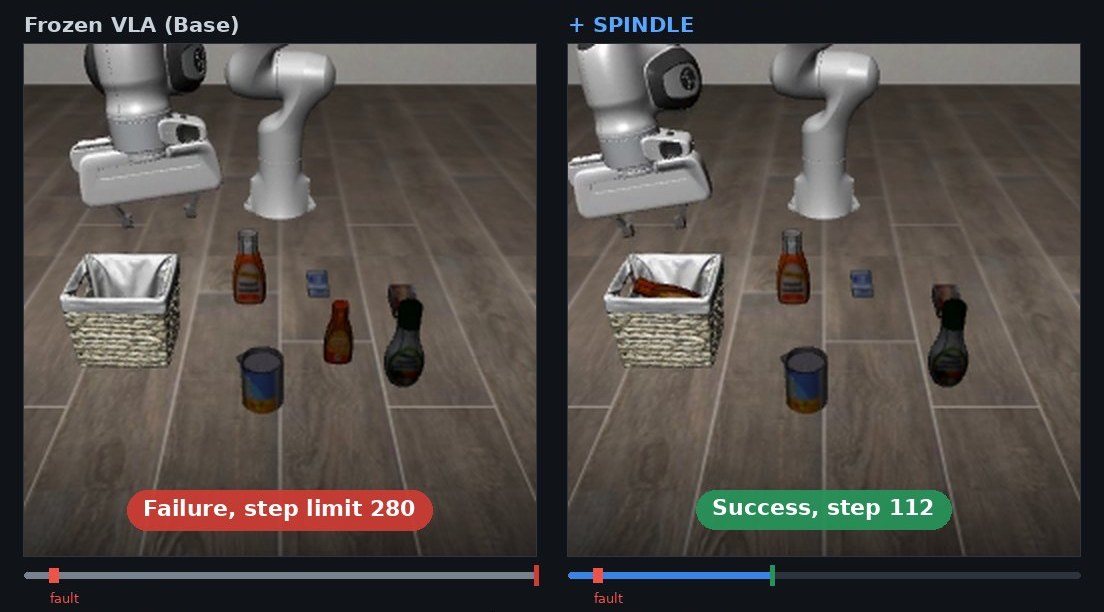 Frozen VLA (Base)
+ SPINDLE
Failure, step limit 280
Success, step 112
fault
fault